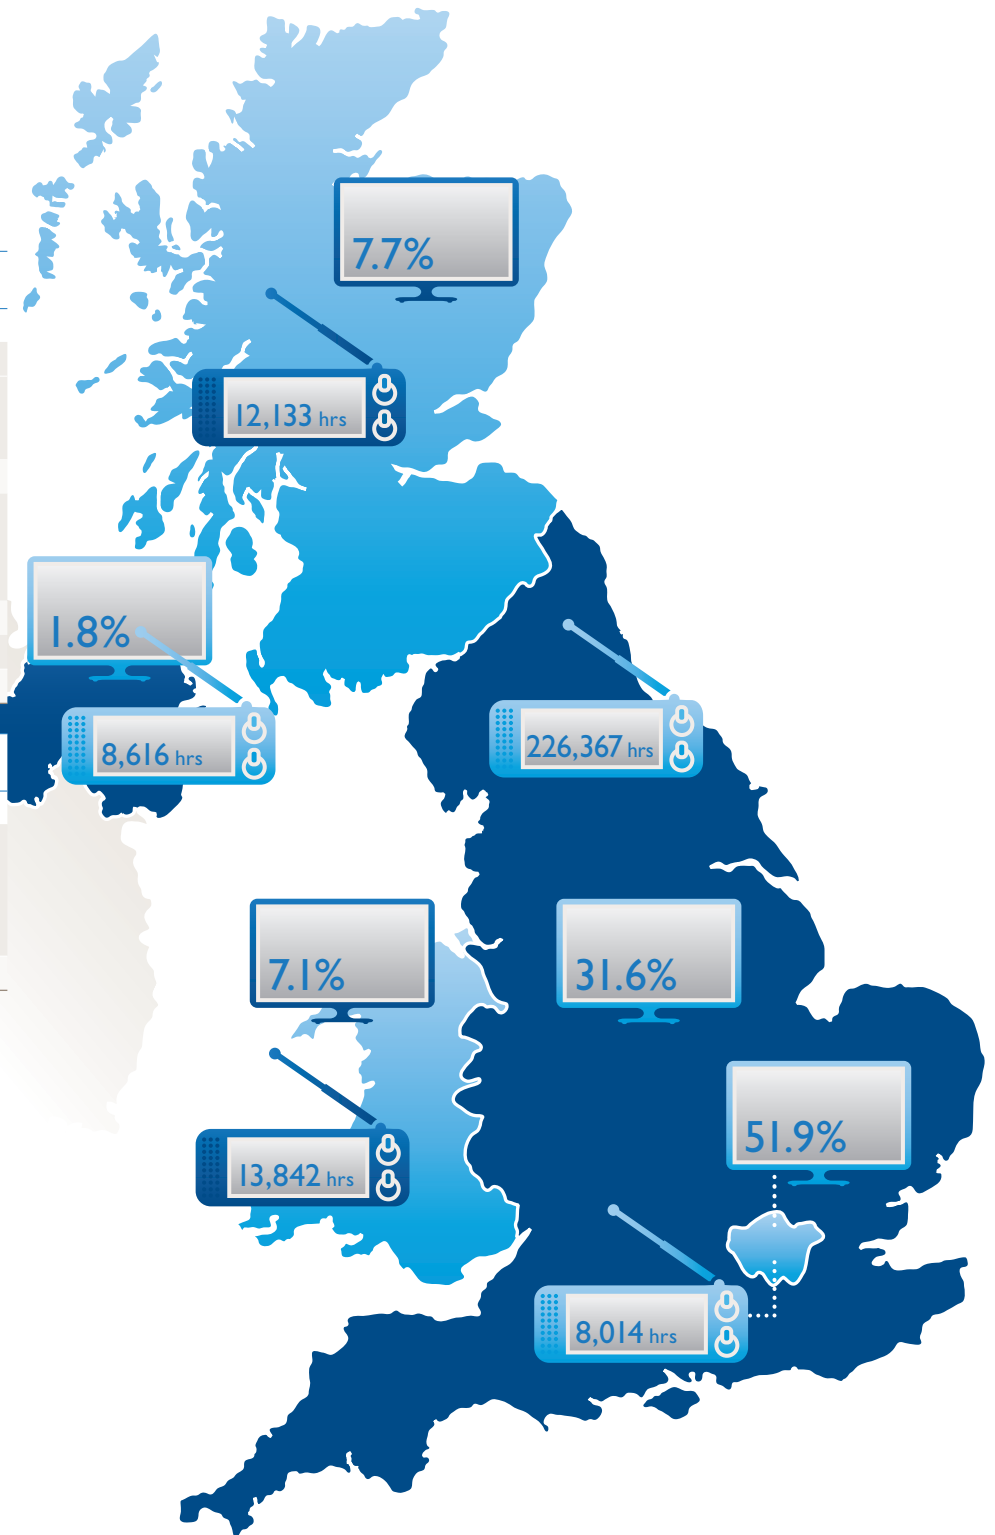 7.7%
12,133 hrs
1.8%
8,616 hrs
226,367 hrs
7.1%
31.6%
51.9%
13,842 hrs
8,014 hrs